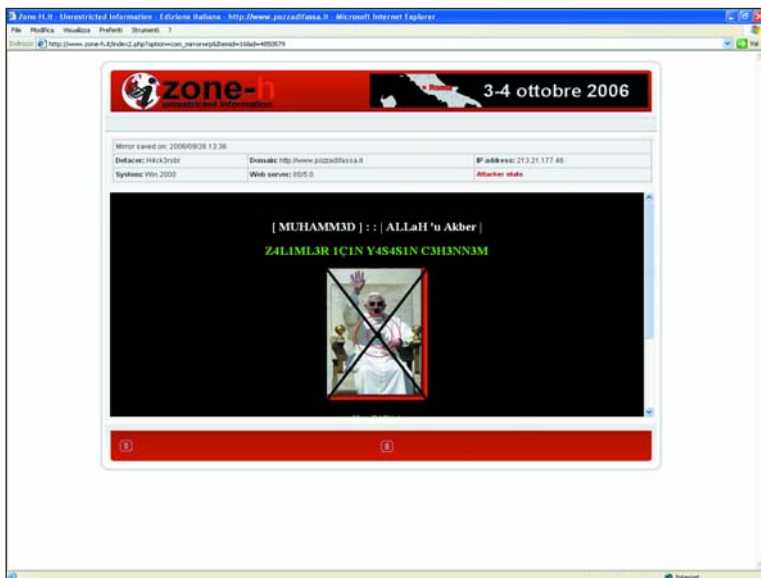 Zone-H.it - Unrestricted Information - Edizione Italiana - http://www.pozzadifassa.it - Microsoft Internet Explorer
File Modifica Visualizza Preferiti Strumenti ?
Indirizzo Vai
zone-h
unrestricted information
Roma
3-4 ottobre 2006
Mirror saved on: 2006/09/26 13:36
Defacer: H4ck3rsbr Domain: http://www.pozzadifassa.it IP address: 213.21.177.46
System: Win 2000 Web server: IIS/5.0 Attacker stats
[ MUHAMM3D ] : : | ALLaH 'u Akber |
Z4L1ML3R 1Ç1N Y4S4S1N C3H3NN3M
Internet